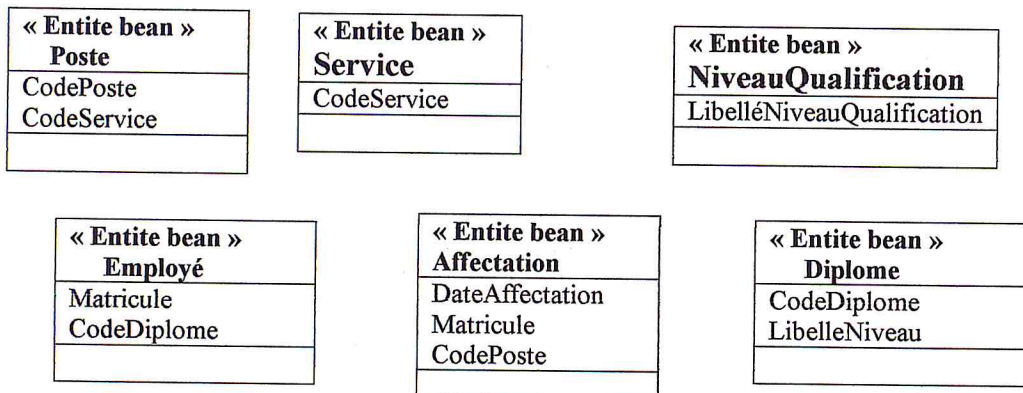 « Entite bean »
Poste
CodePoste
CodeService
« Entite bean »
Service
CodeService
« Entite bean »
NiveauQualification
LibelléNiveauQualification
« Entite bean »
Employé
Matricule
CodeDiplome
« Entite bean »
Affectation
DateAffectation
Matricule
CodePoste
« Entite bean »
Diplome
CodeDiplome
LibelleNiveau